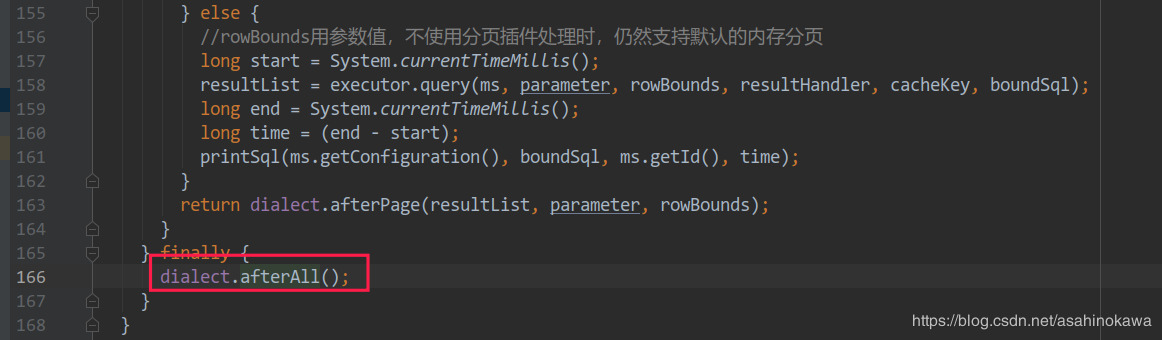 155 } else {
156 //rowBounds用参数值，不使用分页插件处理时，仍然支持默认的内存分页
157 long start = System.currentTimeMillis();
158 resultList = executor.query(ms, parameter, rowBounds, resultHandler, cacheKey, boundSql);
159 long end = System.currentTimeMillis();
160 long time = (end - start);
161 printSql(ms.getConfiguration(), boundSql, ms.getId(), time);
162 }
163 return dialect.afterPage(resultList, parameter, rowBounds);
164 }
165 } finally {
166 dialect.afterAll();
167 }
168 }
https://blog.csdn.net/asahinokawa